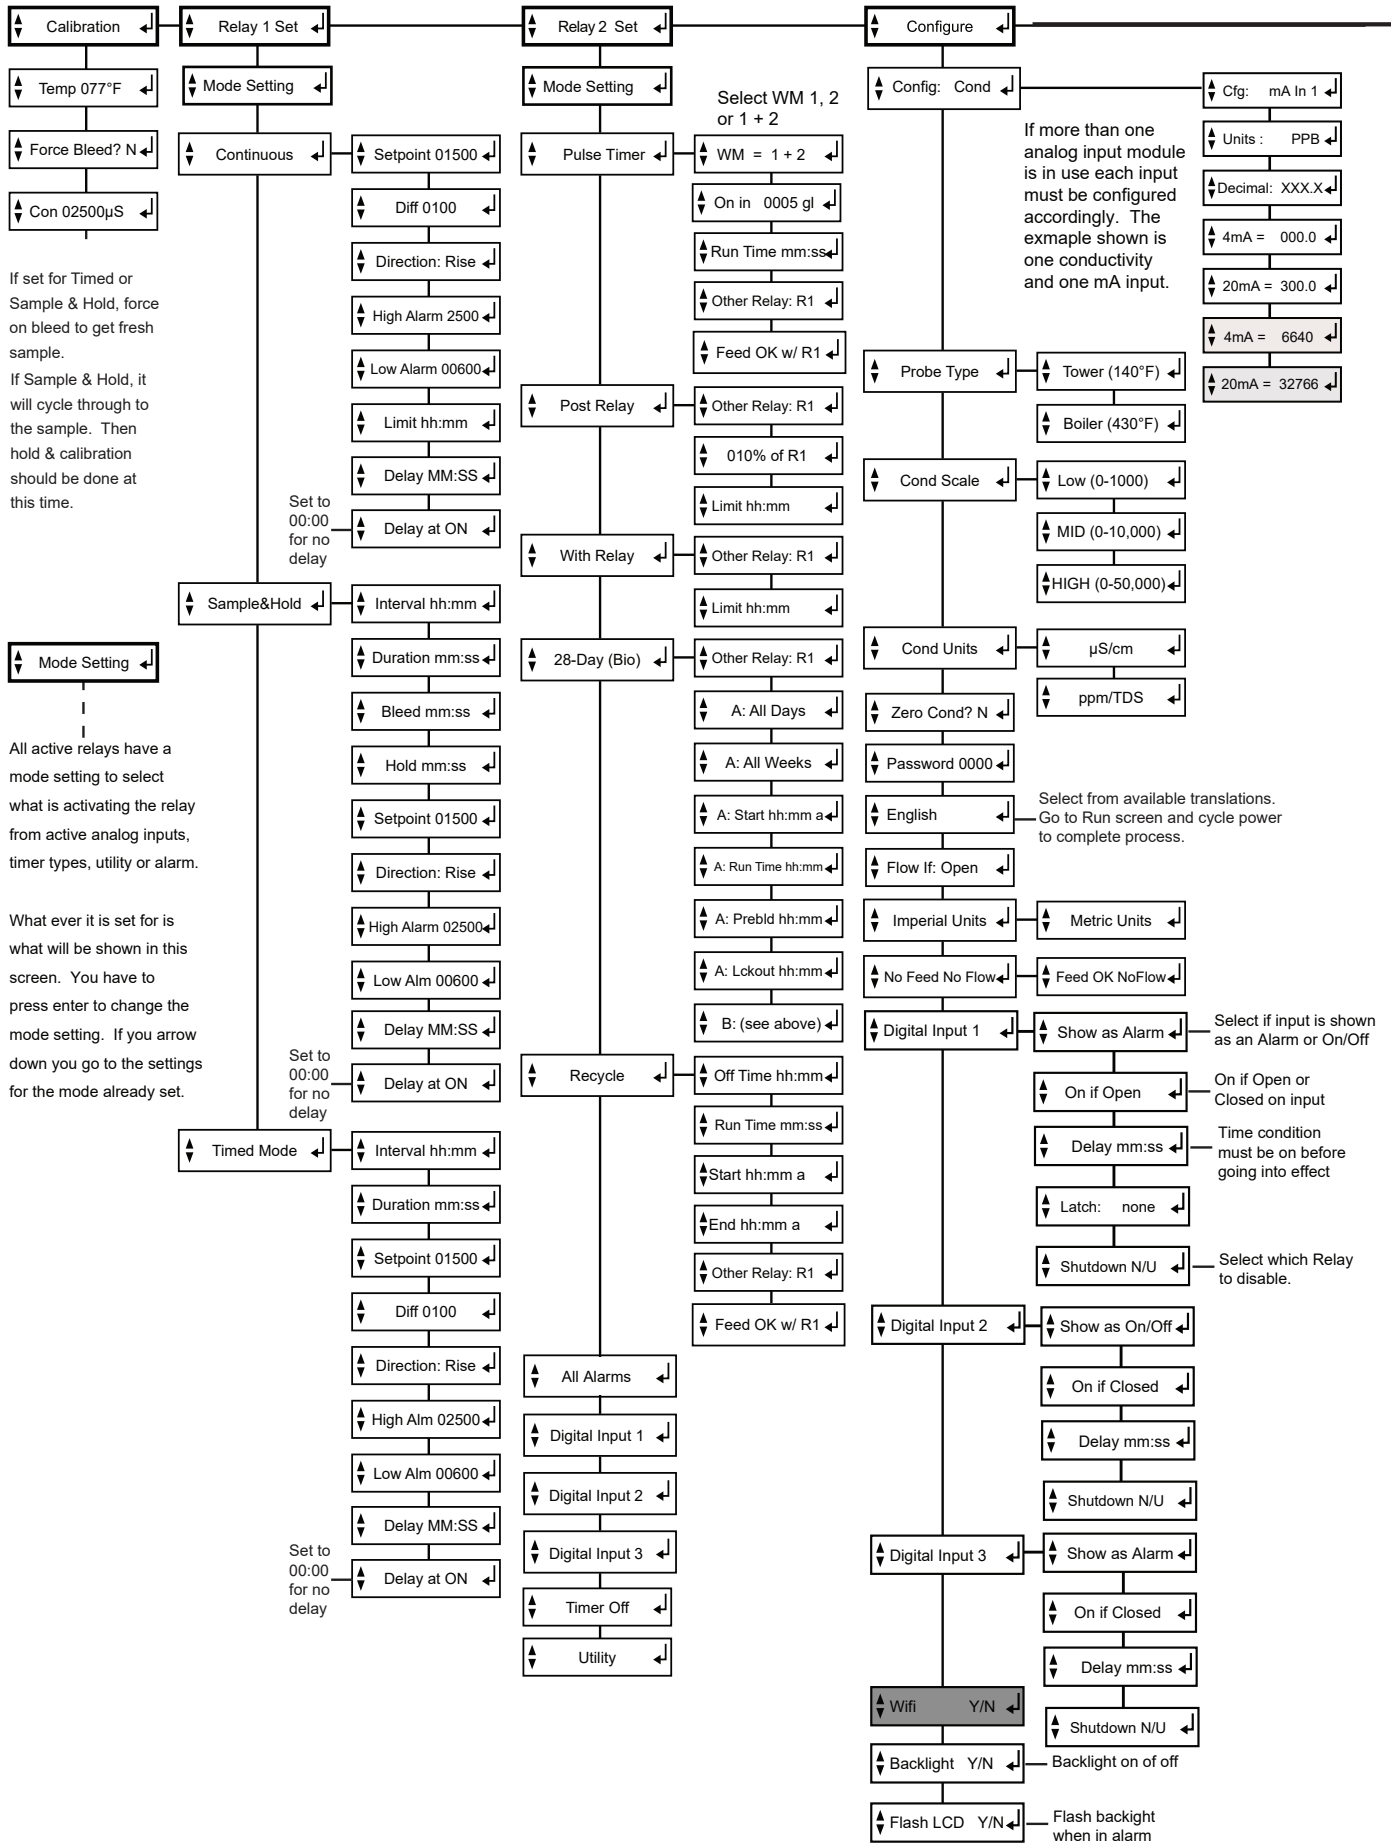 Calibration
Temp 077°F
Force Bleed? N
Con 02500µS
If set for Timed or
Sample & Hold, force
on bleed to get fresh
sample.
If Sample & Hold, it
will cycle through to
the sample. Then
hold & calibration
should be done at
this time.
Mode Setting
All active relays have a
mode setting to select
what is activating the relay
from active analog inputs,
timer types, utility or alarm.
What ever it is set for is
what will be shown in this
screen. You have to
press enter to change the
mode setting. If you arrow
down you go to the settings
for the mode already set.
Relay 1 Set
Mode Setting
Continuous
Setpoint 01500
Diff 0100
Direction: Rise
High Alarm 2500
Low Alarm 00600
Limit hh:mm
Delay MM:SS
Set to
00:00
for no
delay
Delay at ON
Sample&Hold
Interval hh:mm
Duration mm:ss
Bleed mm:ss
Hold mm:ss
Setpoint 01500
Direction: Rise
High Alarm 02500
Low Alm 00600
Delay MM:SS
Set to
00:00
for no
delay
Delay at ON
Timed Mode
Interval hh:mm
Duration mm:ss
Setpoint 01500
Diff 0100
Direction: Rise
High Alm 02500
Low Alm 00600
Delay MM:SS
Set to
00:00
for no
delay
Delay at ON
Relay 2 Set
Mode Setting
Select WM 1, 2
or 1 + 2
Pulse Timer
WM = 1 + 2
On in 0005 gl
Run Time mm:ss
Other Relay: R1
Feed OK w/ R1
Post Relay
Other Relay: R1
010% of R1
Limit hh:mm
With Relay
Other Relay: R1
Limit hh:mm
28-Day (Bio)
Other Relay: R1
A: All Days
A: All Weeks
A: Start hh:mm a
A: Run Time hh:mm
A: Prebld hh:mm
A: Lckout hh:mm
B: (see above)
Recycle
Off Time hh:mm
Run Time mm:ss
Start hh:mm a
End hh:mm a
Other Relay: R1
Feed OK w/ R1
All Alarms
Digital Input 1
Digital Input 2
Digital Input 3
Timer Off
Utility
Configure
Config: Cond
If more than one
analog input module
is in use each input
must be configured
accordingly. The
exmaple shown is
one conductivity
and one mA input.
Cfg: mA In 1
Units : PPB
Decimal: XXX.X
4mA = 000.0
20mA = 300.0
4mA = 6640
20mA = 32766
Probe Type
Tower (140°F)
Boiler (430°F)
Cond Scale
Low (0-1000)
MID (0-10,000)
HIGH (0-50,000)
Cond Units
µS/cm
ppm/TDS
Zero Cond? N
Password 0000
English
Select from available translations.
Go to Run screen and cycle power
to complete process.
Flow If: Open
Imperial Units
Metric Units
No Feed No Flow
Feed OK NoFlow
Digital Input 1
Show as Alarm
Select if input is shown
as an Alarm or On/Off
On if Open
On if Open or
Closed on input
Delay mm:ss
Time condition
must be on before
going into effect
Latch: none
Shutdown N/U
Select which Relay
to disable.
Digital Input 2
Show as On/Off
On if Closed
Delay mm:ss
Shutdown N/U
Digital Input 3
Show as Alarm
On if Closed
Delay mm:ss
Shutdown N/U
Wifi Y/N
Backlight Y/N
Backlight on of off
Flash LCD Y/N
Flash backight
when in alarm